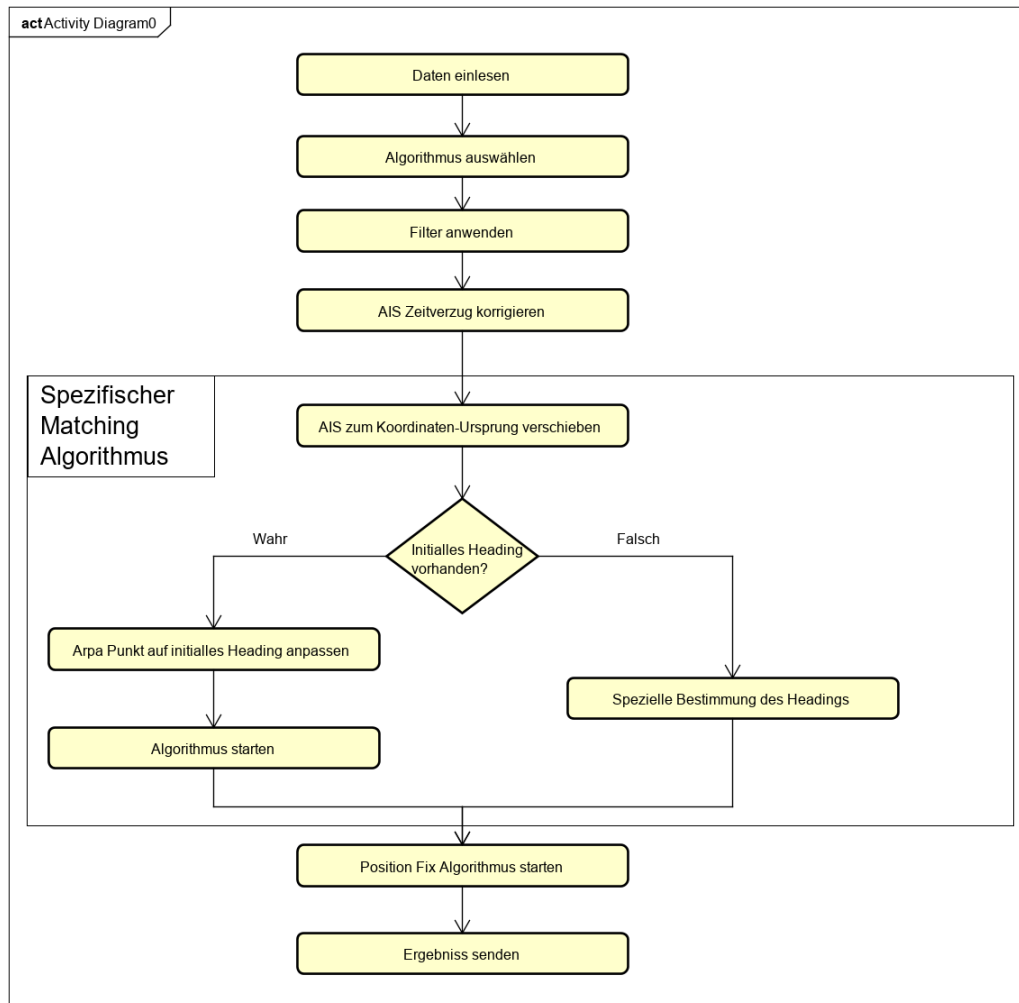 act Activity Diagram0
Daten einlesen
Algorithmus auswählen
Filter anwenden
AIS Zeitverzug korrigieren
Spezifischer
Matching
Algorithmus
AIS zum Koordinaten-Ursprung verschieben
Initialles Heading
vorhanden?
Wahr
Falsch
Arpa Punkt auf initialles Heading anpassen
Spezielle Bestimmung des Headings
Algorithmus starten
Position Fix Algorithmus starten
Ergebniss senden